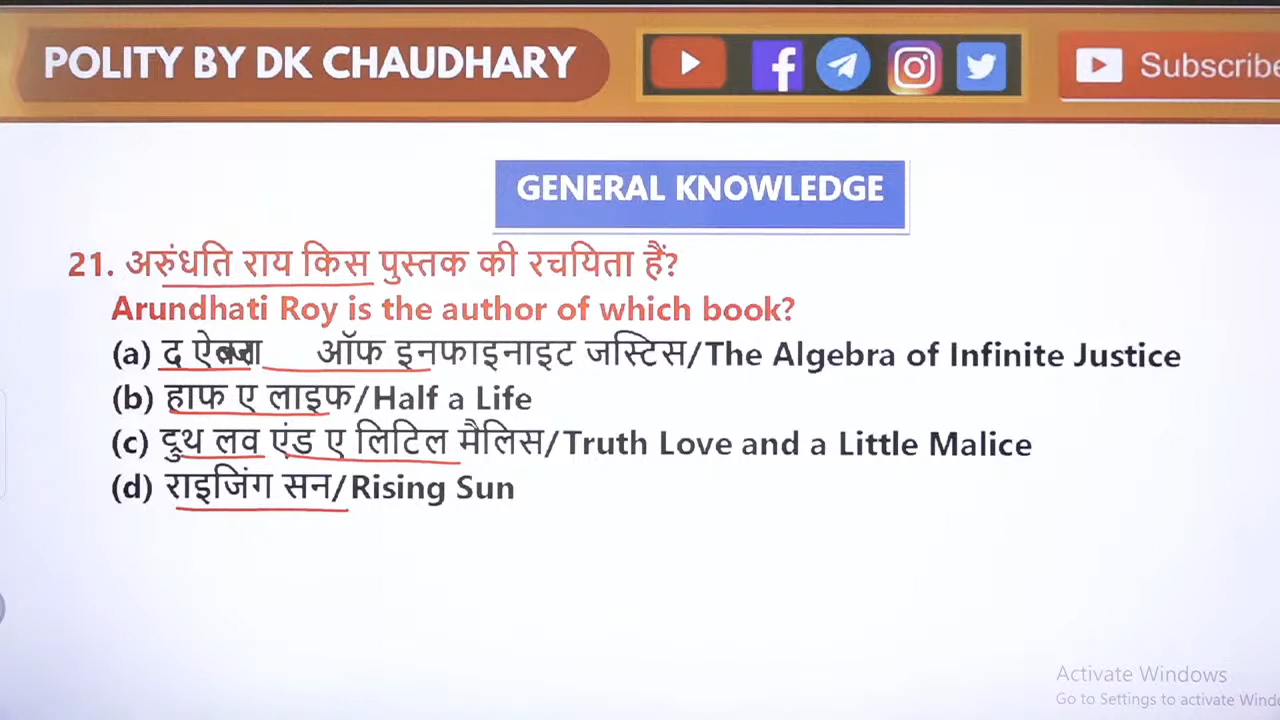 POLITY BY DK CHAUDHARY
Subscribe
GENERAL KNOWLEDGE
21. अरुंधति राय किस पुस्तक की रचयिता हैं?
Arundhati Roy is the author of which book?
(a) द ऑफ इनफाइनाइट जस्टिस/The Algebra of Infinite Justice
(b) हाफ ए लाइफ/Half a Life
(c) ट्रुथ लव एंड ए लिटिल मैलिस/Truth Love and a Little Malice
(d) राइजिंग सन/Rising Sun
Activate Windows
Go to Settings to activate Wind